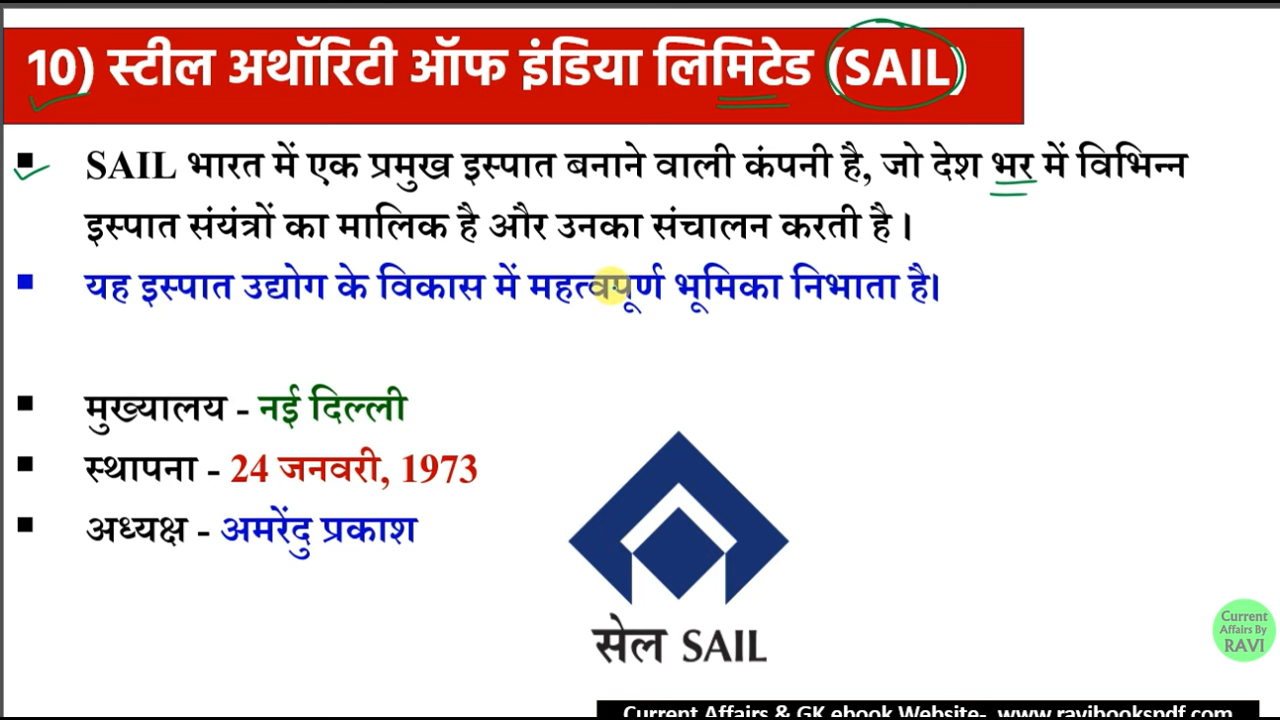 10) स्टील अथॉरिटी ऑफ इंडिया लिमिटेड (SAIL)
SAIL भारत में एक प्रमुख इस्पात बनाने वाली कंपनी है, जो देश भर में विभिन्न
इस्पात संयंत्रों का मालिक है और उनका संचालन करती है ।
यह इस्पात उद्योग के विकास में महत्वपूर्ण भूमिका निभाता है।
मुख्यालय - नई दिल्ली
स्थापना - 24 जनवरी, 1973
अध्यक्ष - अमरेंदु प्रकाश
सेल SAIL
Current
Affairs By
RAVI
Current Affairs & GK ebook Website- www.ravibookspdf.com